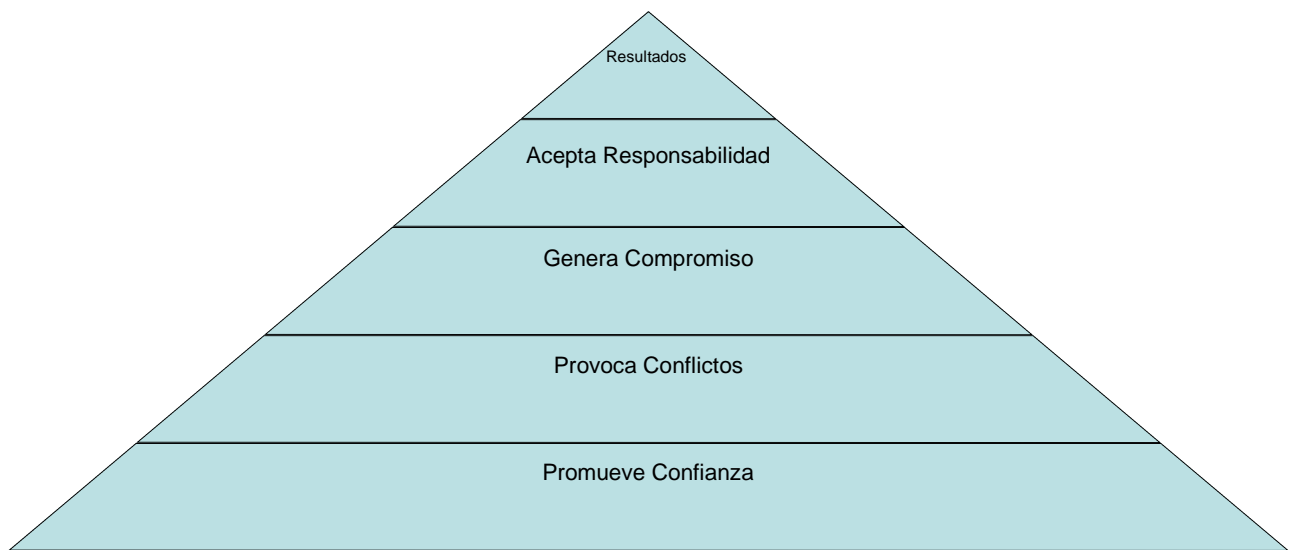 Resultados
Acepta Responsabilidad
Genera Compromiso
Provoca Conflictos
Promueve Confianza